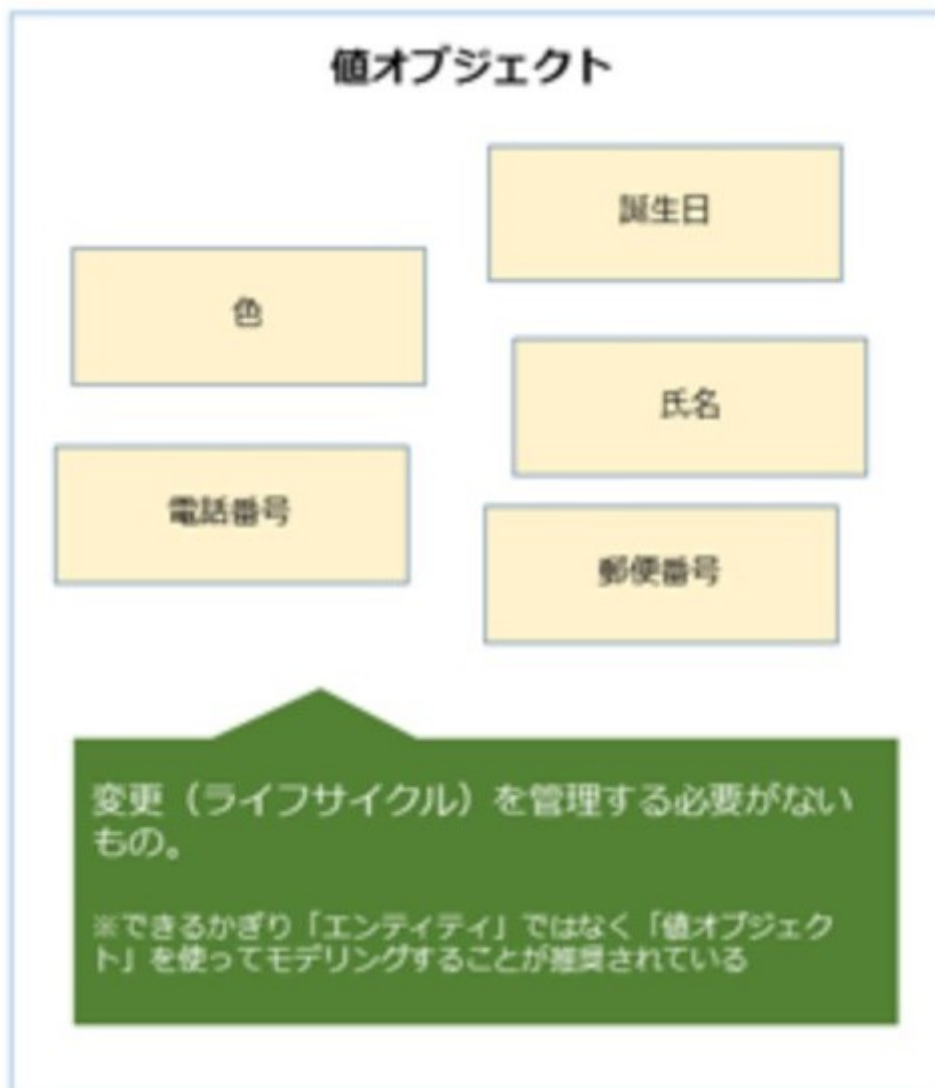 値オブジェクト
誕生日
色
氏名
電話番号
郵便番号
変更（ライフサイクル）を管理する必要がない
もの。
※できるかぎり「エンティティ」ではなく「値オブジェク
ト」を使ってモデリングすることが推奨されている